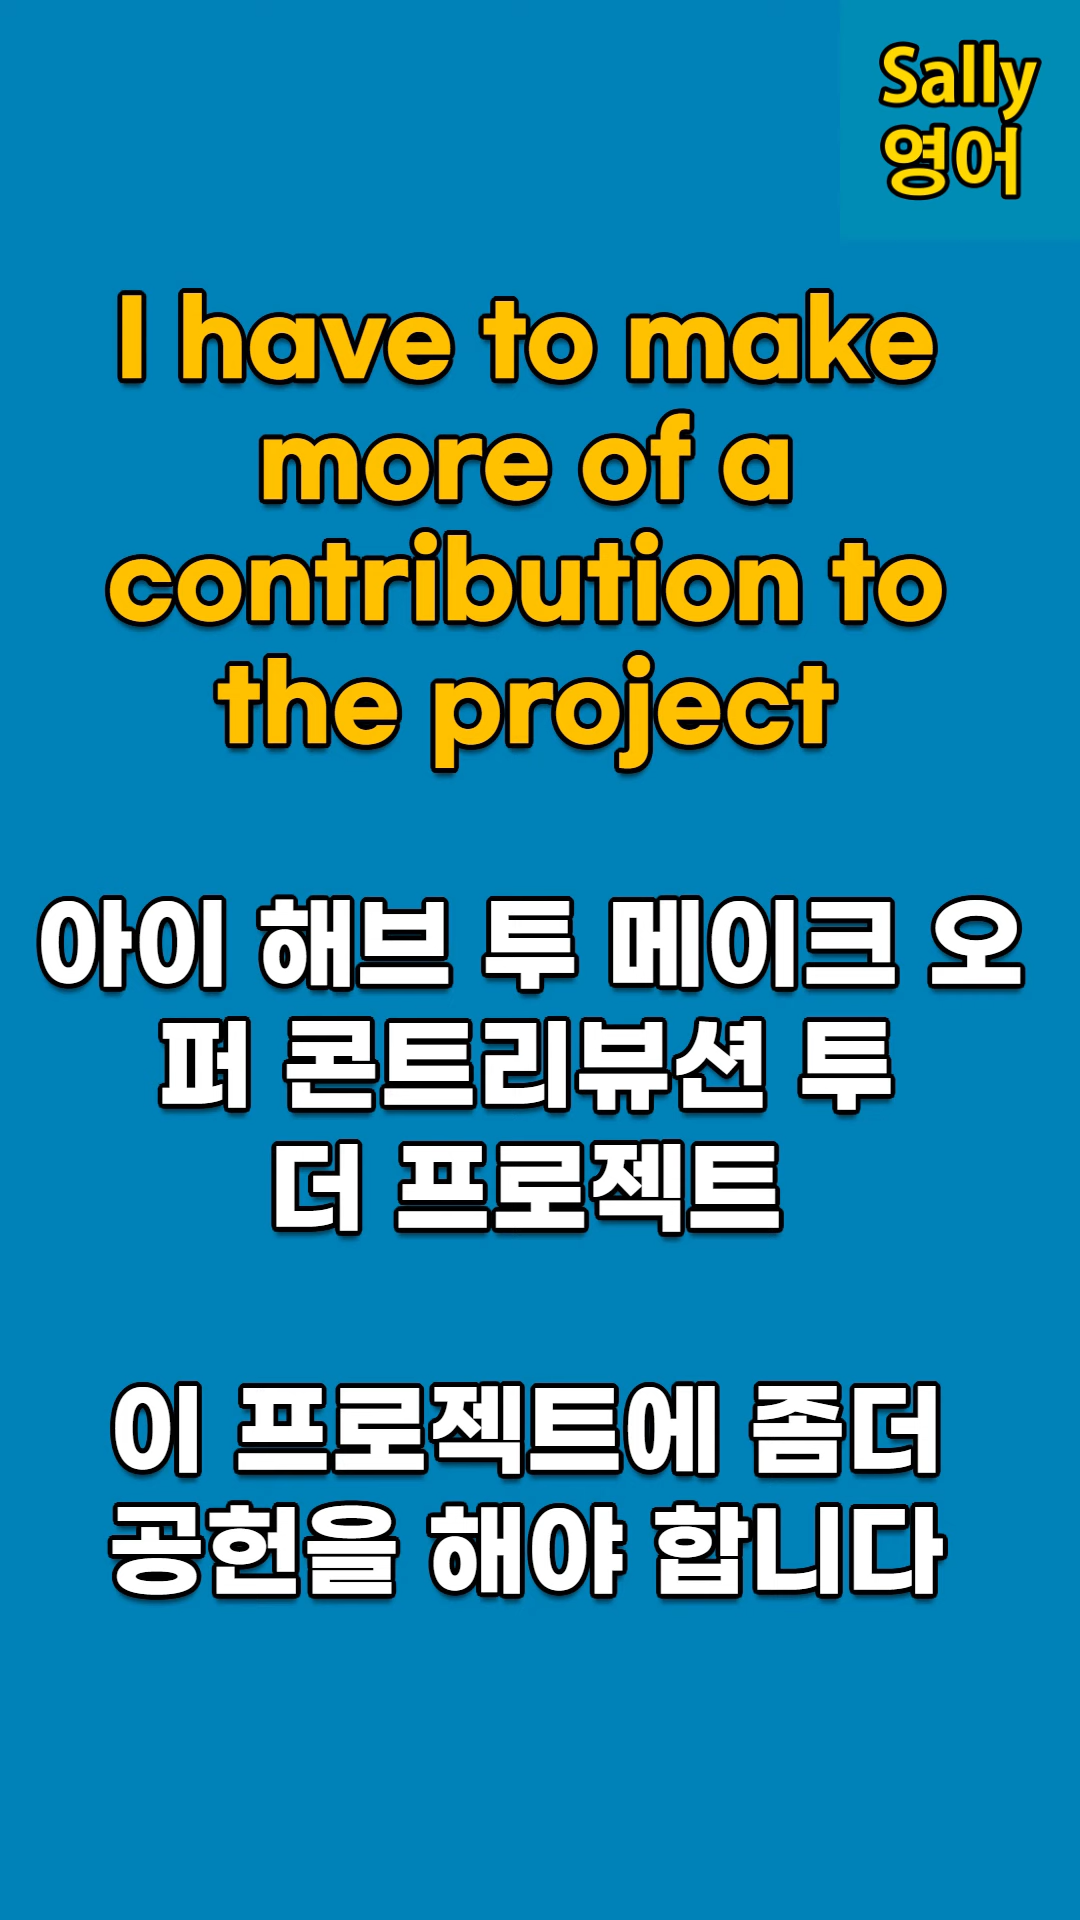 Sally
영어
I have to make
more of a
contribution to
the project
아이 해브 투 메이크 오
퍼 콘트리뷰션 투
더 프로젝트
이 프로젝트에 좀더
공헌을 해야 합니다